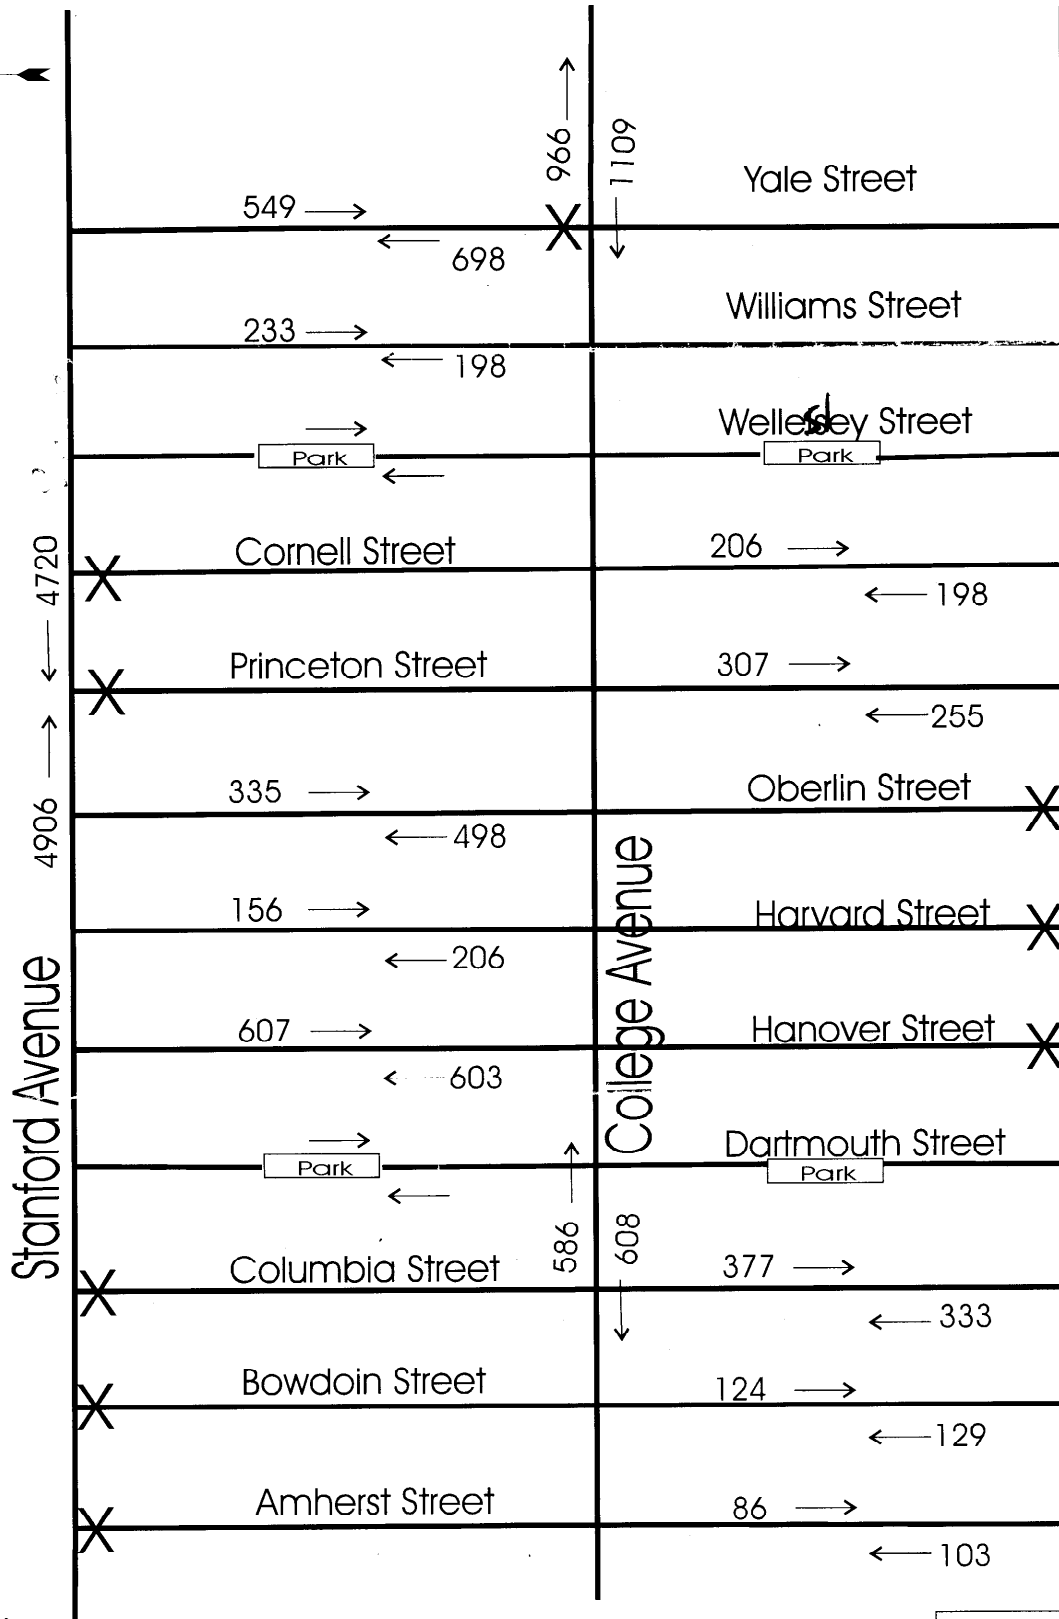 966
1109
Yale Street
549
698
Williams Street
233
198
Wellesley Street
Park
Park
Cornell Street
206
198
4720
Princeton Street
307
255
4906
335
Oberlin Street
498
156
Harvard Street
206
607
Hanover Street
603
College Avenue
Stanford Avenue
Dartmouth Street
Park
Park
586
608
Columbia Street
377
333
Bowdoin Street
124
129
Amherst Street
86
103